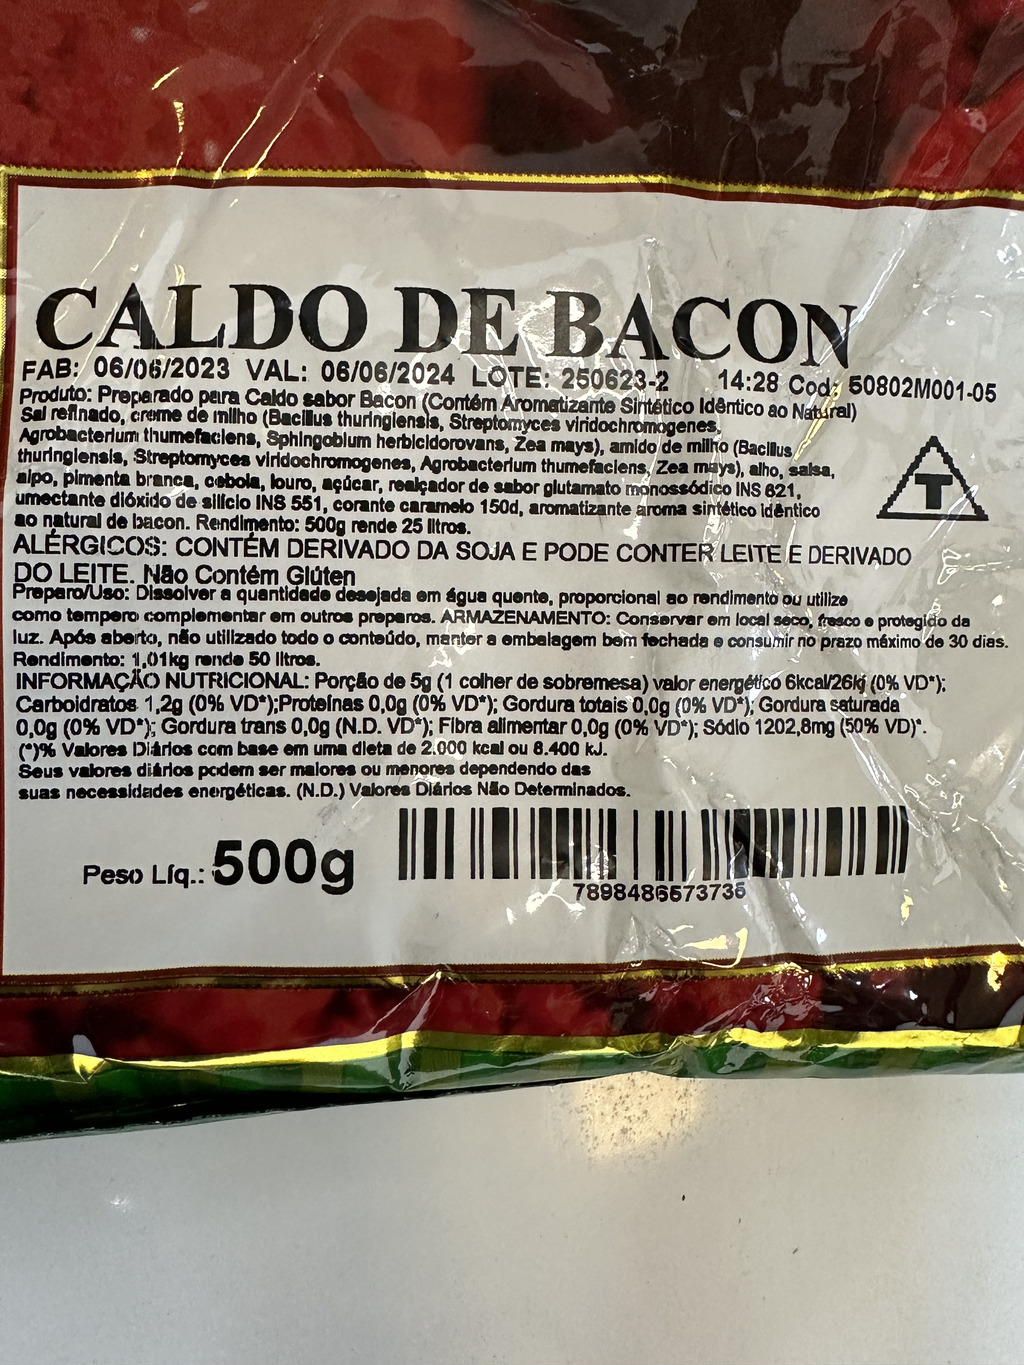 CALDO DE BACON
FAB: 06/06/2023 VAL: 06/06/2024 LOTE: 250623-2 14:28 Cod: 50802M001-05
Produto: Preparado para Caldo sabor Bacon (Contém Aromatizante Sintético Idêntico ao Natural)
Sal refinado, creme de milho (Bacillus thuringiensis, Streptomyces viridochromogenes,
Agrobacterium thumefaciens, Sphingobium herbicidorovans, Zea mays), amido de milho (Bacillus
thuringiensis, Streptomyces viridochromogenes, Agrobacterium thumefaciens, Zea mays), alho, salsa,
aipo, pimenta branca, cebola, louro, açúcar, realçador de sabor glutamato monossódico INS 621,
umectante dióxido de silício INS 551, corante caramelo 150d, aromatizante aroma sintético idêntico
ao natural de bacon. Rendimento: 500g rende 25 litros.
T
ALÉRGICOS: CONTÉM DERIVADO DA SOJA E PODE CONTER LEITE E DERIVADO
DO LEITE. Não Contém Glúten
Preparo/Uso: Dissolver a quantidade desejada em água quente, proporcional ao rendimento ou utilize
como tempero complementar em outros preparos. ARMAZENAMENTO: Conservar em local seco, fresco e protegido da
luz. Após aberto, não utilizado todo o conteúdo, manter a embalagem bem fechada e consumir no prazo máximo de 30 dias.
Rendimento: 1,01kg rende 50 litros.
INFORMAÇÃO NUTRICIONAL: Porção de 5g (1 colher de sobremesa) valor energético 6kcal/26kj (0% VD*);
Carboidratos 1,2g (0% VD*);Proteínas 0,0g (0% VD*); Gordura totais 0,0g (0% VD*); Gordura saturada
0,0g (0% VD*); Gordura trans 0,0g (N.D. VD*); Fibra alimentar 0,0g (0% VD*); Sódio 1202,8mg (50% VD)*.
(*)% Valores Diários com base em uma dieta de 2.000 kcal ou 8.400 kJ.
Seus valores diários podem ser maiores ou menores dependendo das
suas necessidades energéticas. (N.D.) Valores Diários Não Determinados.
Peso Líq.: 500g
7898486573735